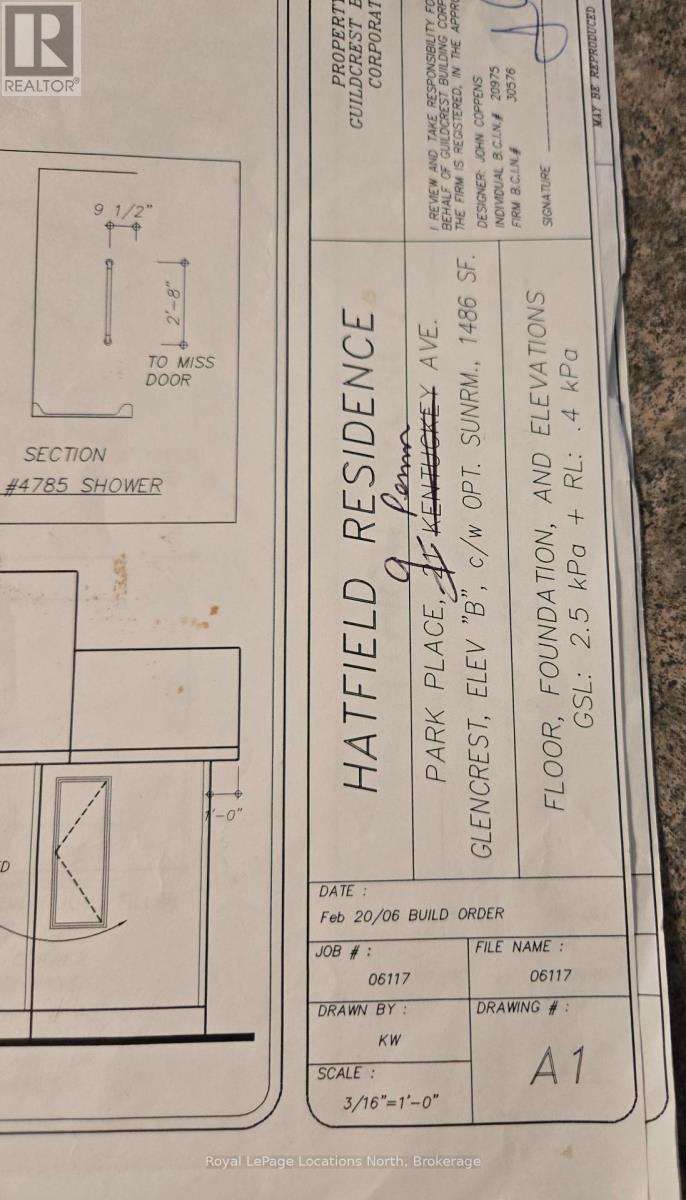 REALTOR®
9 1/2"
2'-8"
TO MISS
DOOR
SECTION
#4785 SHOWER
1'-0"
PROPERTY
GUILDCREST B
CORPORAT
I REVIEW AND TAKE RESPONSIBILITY FO
BEHALF OF GUILDCREST BUILDING CORP
THE FIRM IS REGISTERED, IN THE APPRO
DESIGNER: JOHN COPPENS
INDIVIDUAL B.C.I.N.# 20975
FIRM B.C.I.N.# 30576
SIGNATURE
MAY BE REPRODUCED
HATFIELD RESIDENCE
9 Penn
PARK PLACE, KENTUCKEY AVE.
GLENCREST, ELEV "B", c/w OPT. SUNRM., 1486 SF.
FLOOR, FOUNDATION, AND ELEVATIONS
GSL: 2.5 kPa + RL: .4 kPa
DATE :
Feb 20/06 BUILD ORDER
JOB # :
06117
FILE NAME :
06117
DRAWN BY :
KW
DRAWING # :
A1
SCALE :
3/16"=1'-0"
Royal LePage Locations North, Brokerage